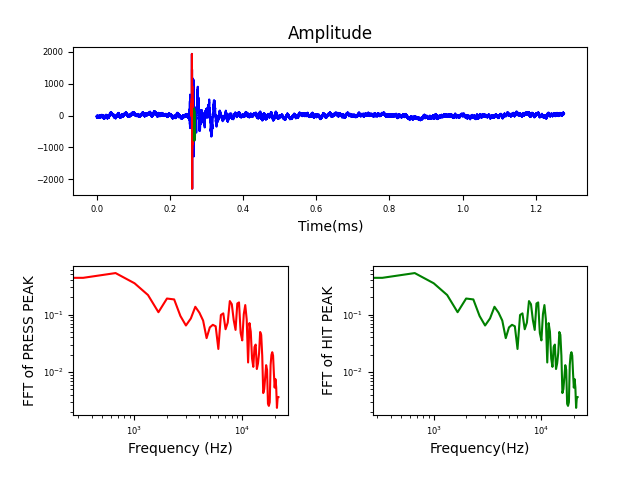 Amplitude
2000
1000
0
−1000
−2000
0.0 0.2 0.4 0.6 0.8 1.0 1.2
Time(ms)
FFT of PRESS PEAK
10⁻¹
10⁻²
10³ 10⁴
Frequency (Hz)
FFT of HIT PEAK
10⁻¹
10⁻²
10³ 10⁴
Frequency(Hz)